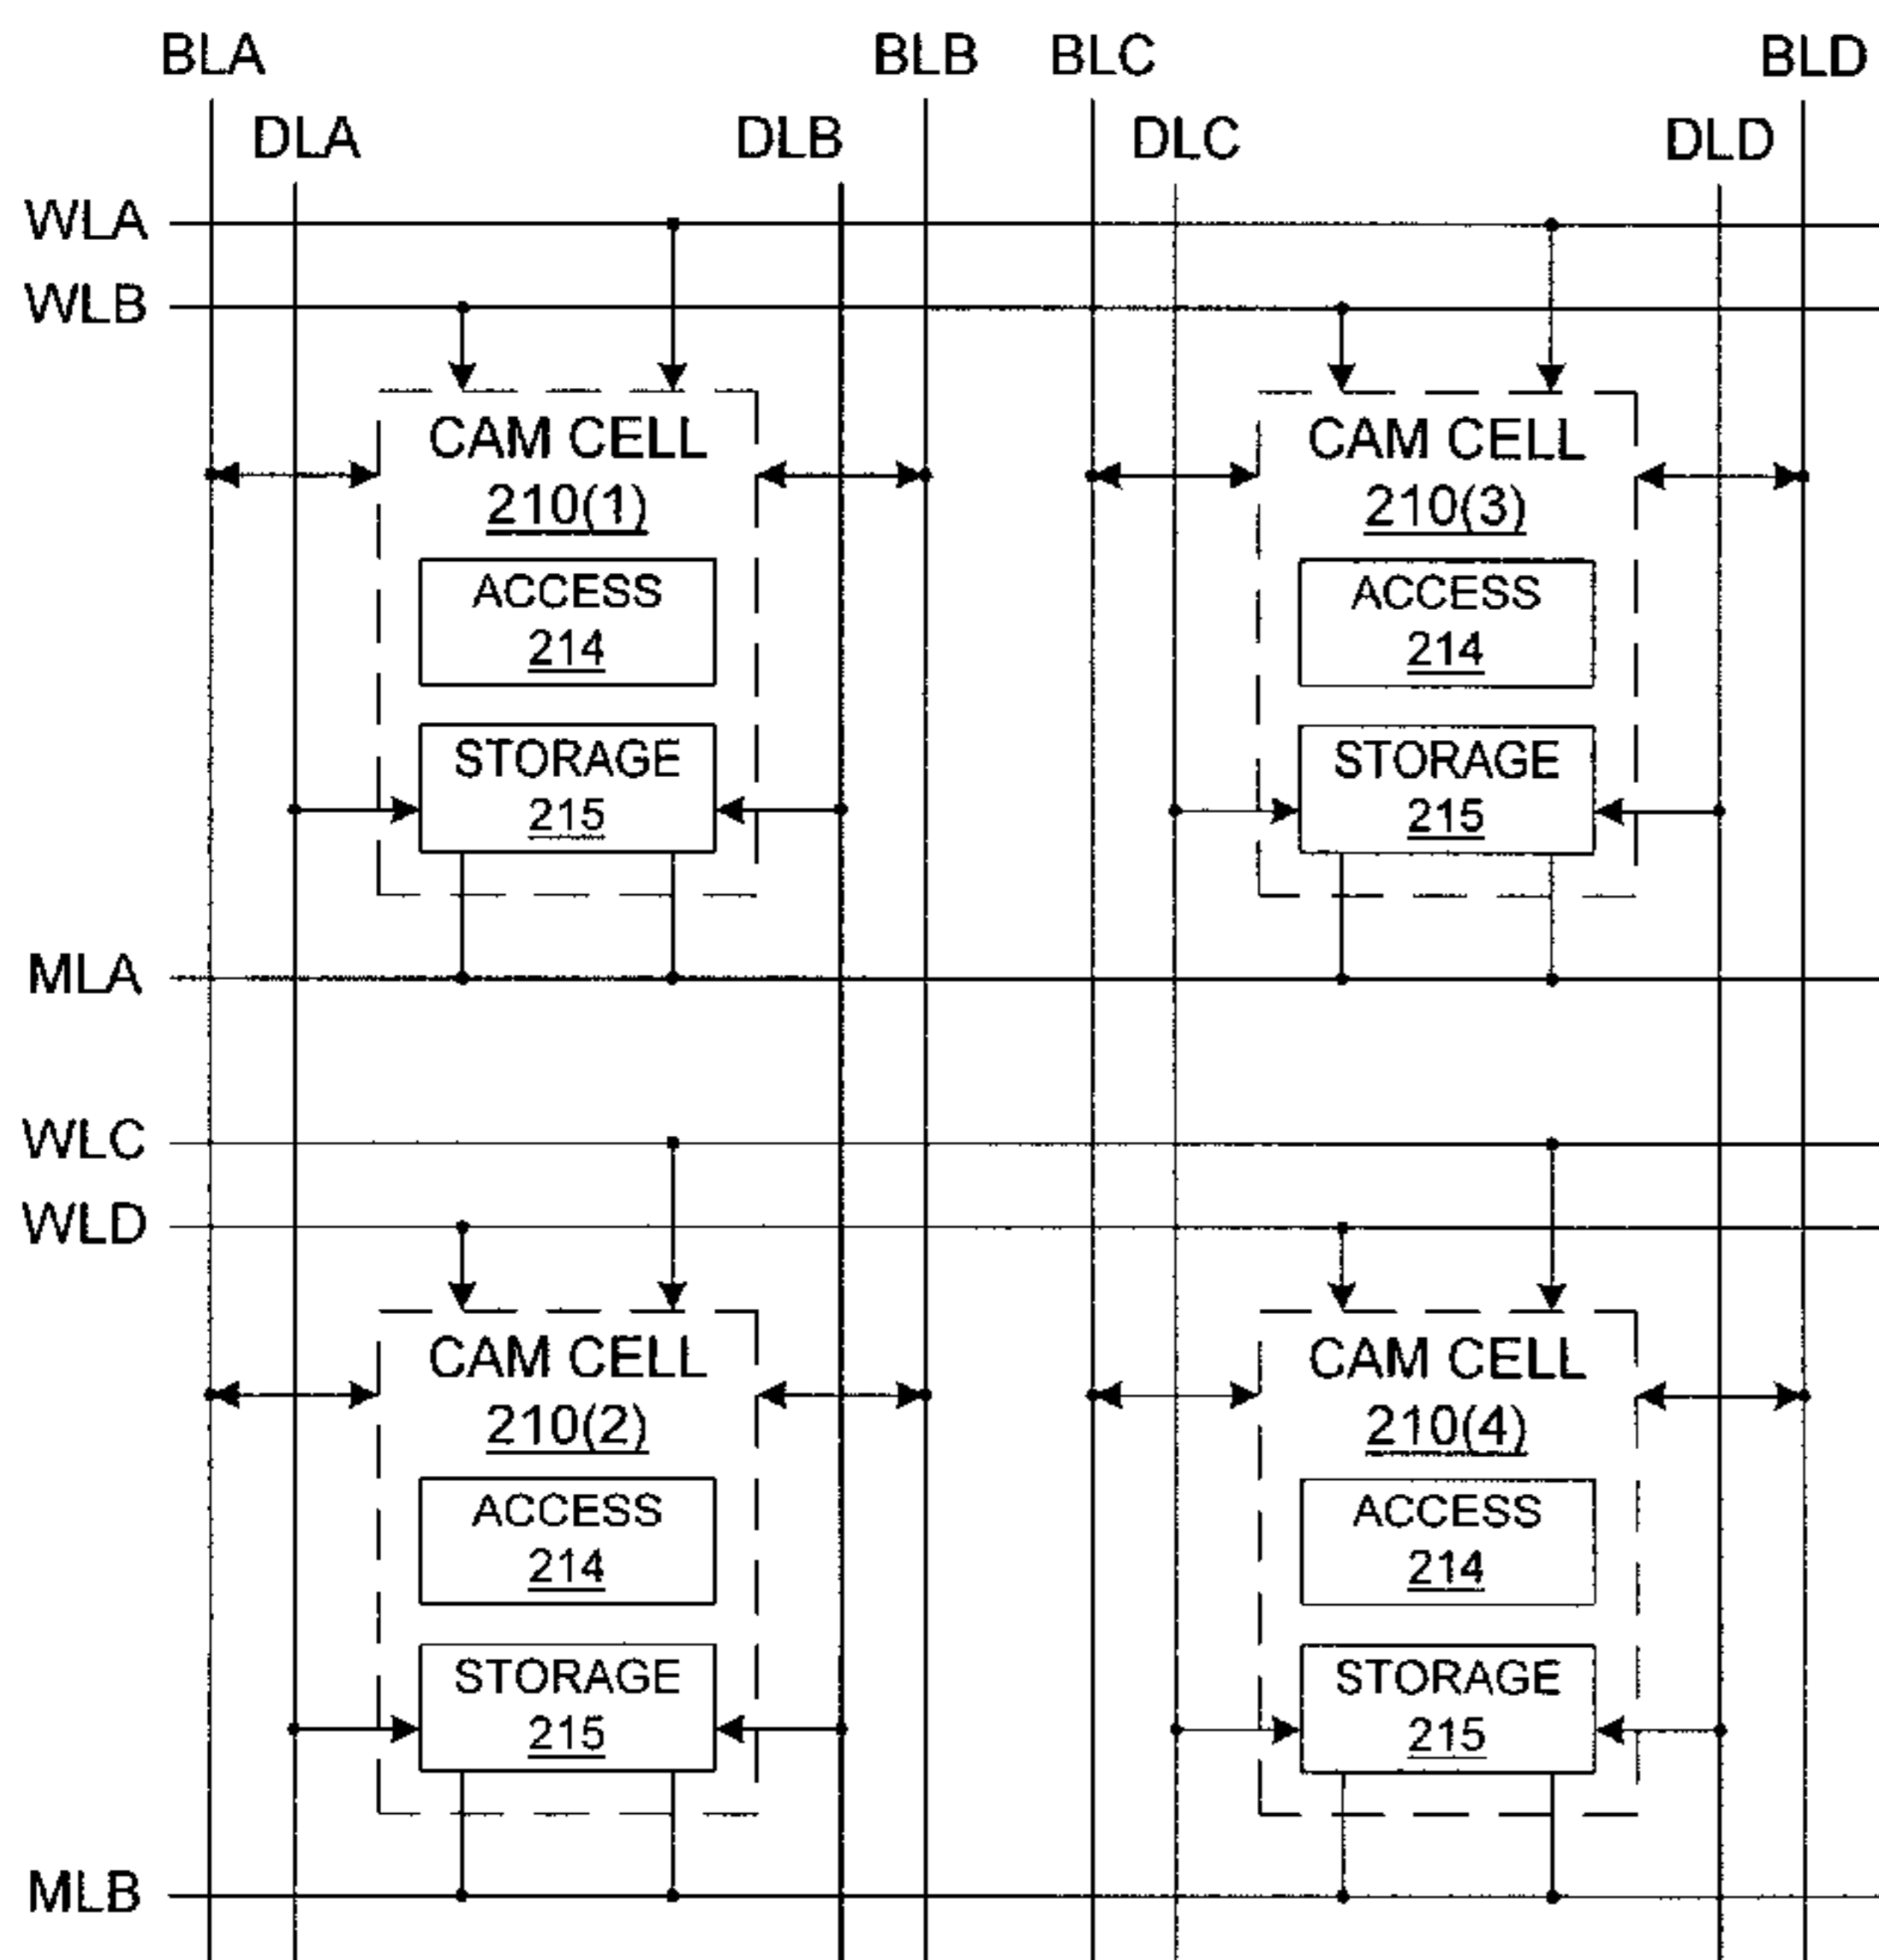 BLA BLB BLC BLD
DLA DLB DLC DLD
WLA
WLB
CAM CELL CAM CELL
210(1) 210(3)
ACCESS ACCESS
214 214
STORAGE STORAGE
215 215
MLA
WLC
WLD
CAM CELL CAM CELL
210(2) 210(4)
ACCESS ACCESS
214 214
STORAGE STORAGE
215 215
MLB